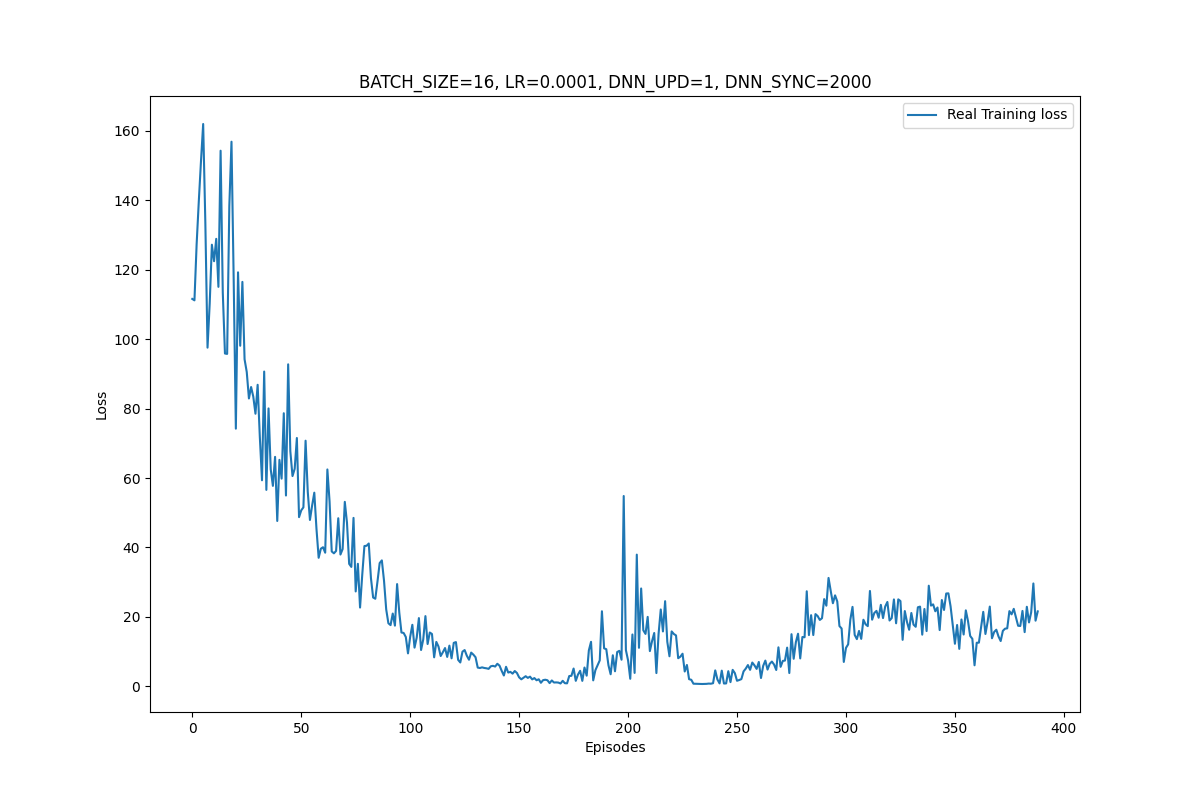 BATCH_SIZE=16, LR=0.0001, DNN_UPD=1, DNN_SYNC=2000
Real Training loss
160
140
120
100
80
60
40
20
0
Loss
0 50 100 150 200 250 300 350 400
Episodes